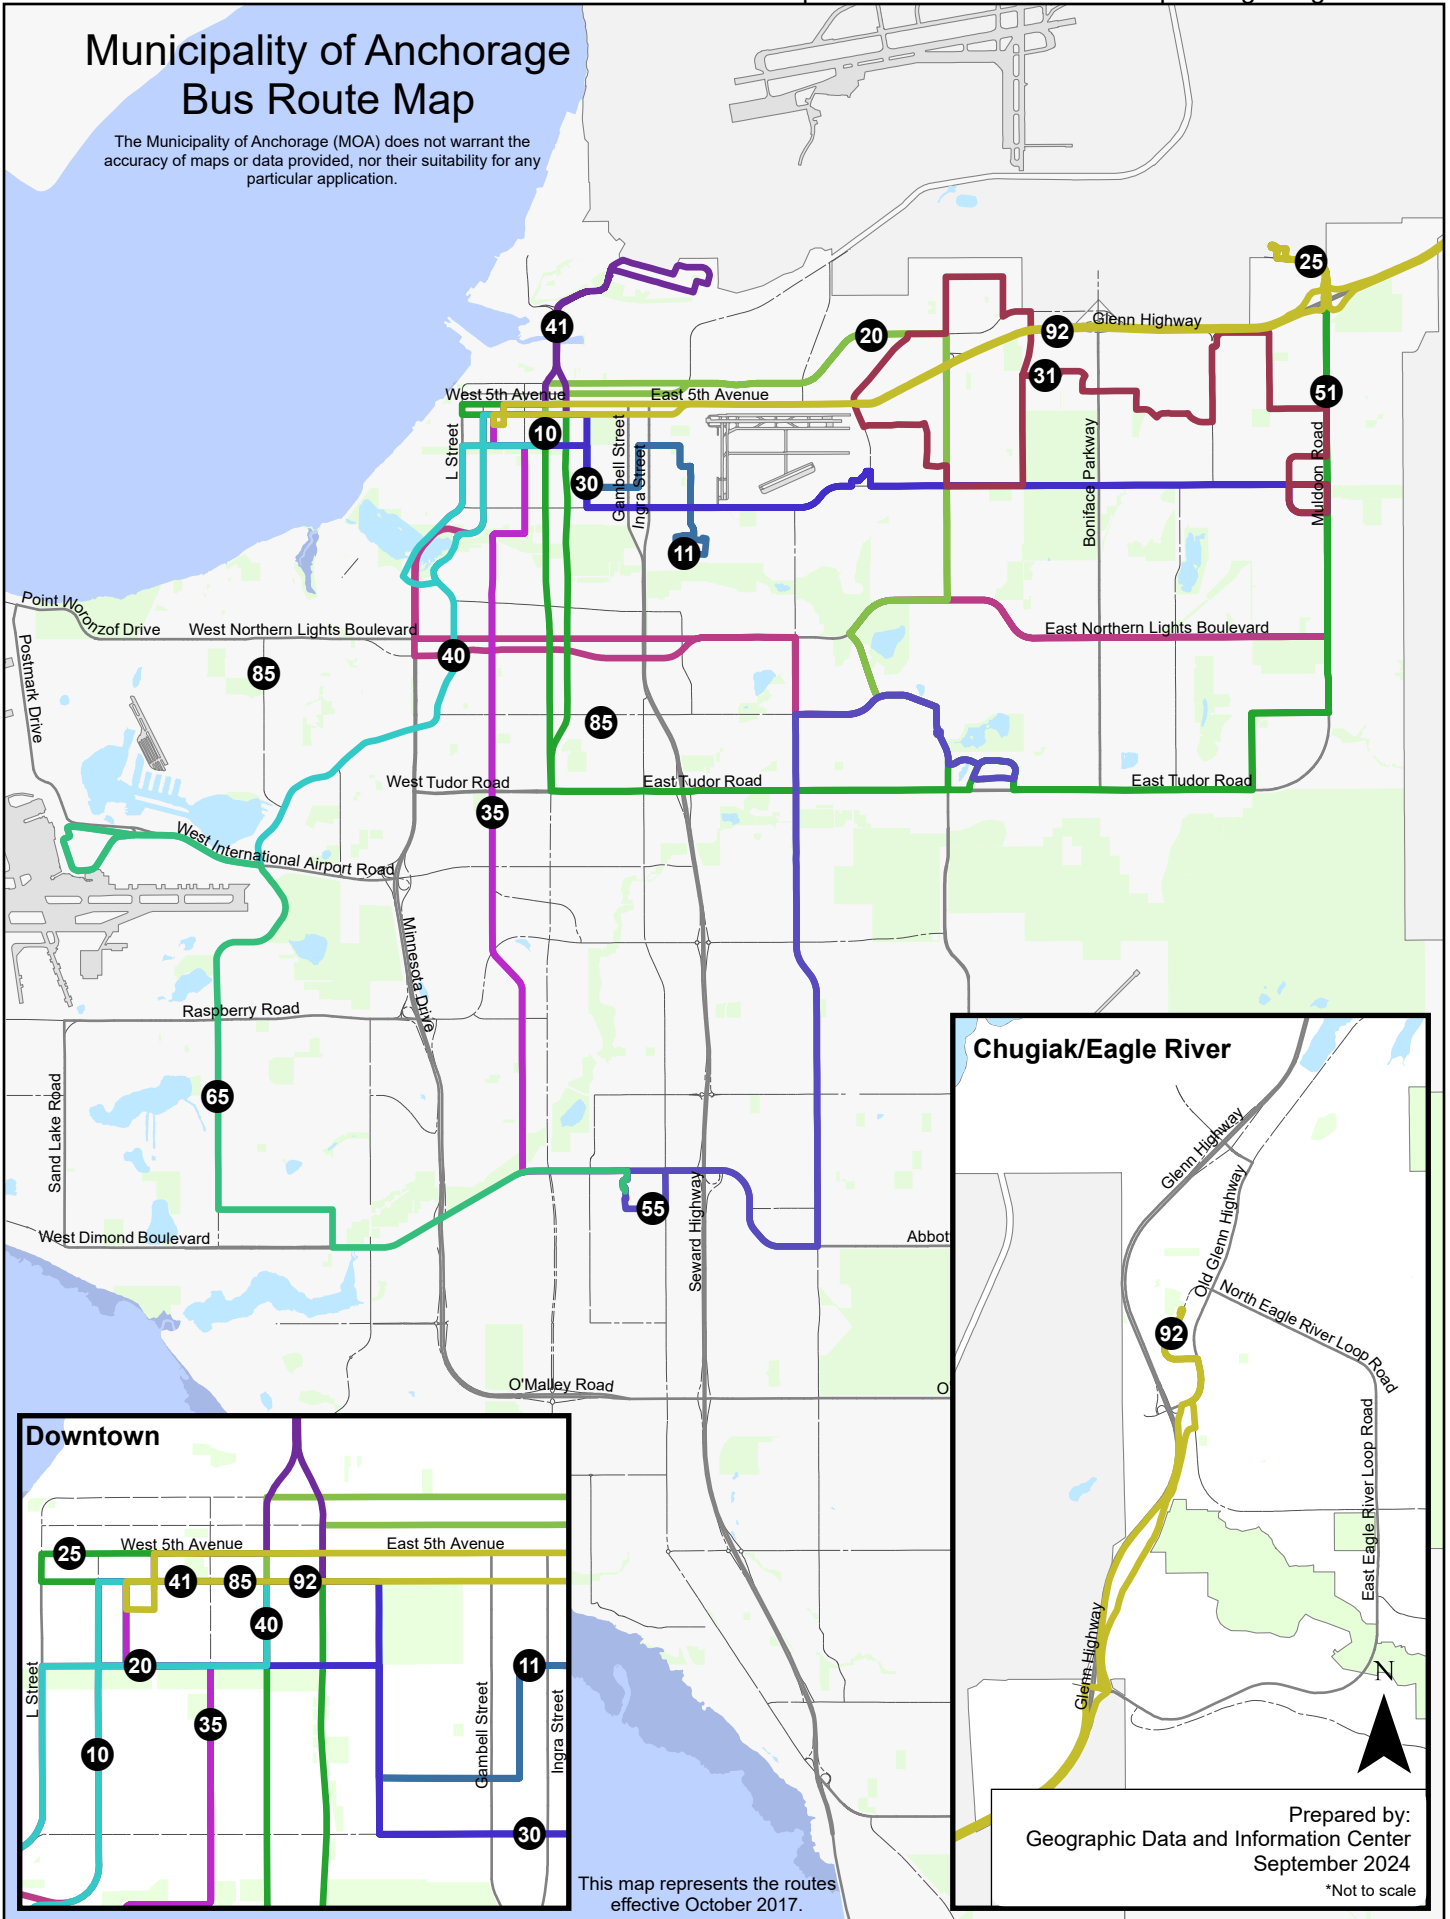 Municipality of Anchorage
Bus Route Map
The Municipality of Anchorage (MOA) does not warrant the
accuracy of maps or data provided, nor their suitability for any
particular application.
25
41
20
92
Glenn Highway
31
51
West 5th Avenue
East 5th Avenue
10
L Street
Gambell Street
Ingra Street
30
Boniface Parkway
Muldoon Road
11
Point Woronzof Drive
West Northern Lights Boulevard
East Northern Lights Boulevard
40
85
Postmark Drive
85
West Tudor Road
East Tudor Road
East Tudor Road
35
West International Airport Road
Minnesota Drive
Raspberry Road
65
Sand Lake Road
55
Seward Highway
West Dimond Boulevard
Abbot
O'Malley Road
O
Chugiak/Eagle River
Glenn Highway
Old Glenn Highway
North Eagle River Loop Road
92
East Eagle River Loop Road
Glenn Highway
N
Prepared by:
Geographic Data and Information Center
September 2024
*Not to scale
Downtown
West 5th Avenue
East 5th Avenue
25
41
85
92
40
20
11
L Street
35
Gambell Street
Ingra Street
10
30
This map represents the routes
effective October 2017.